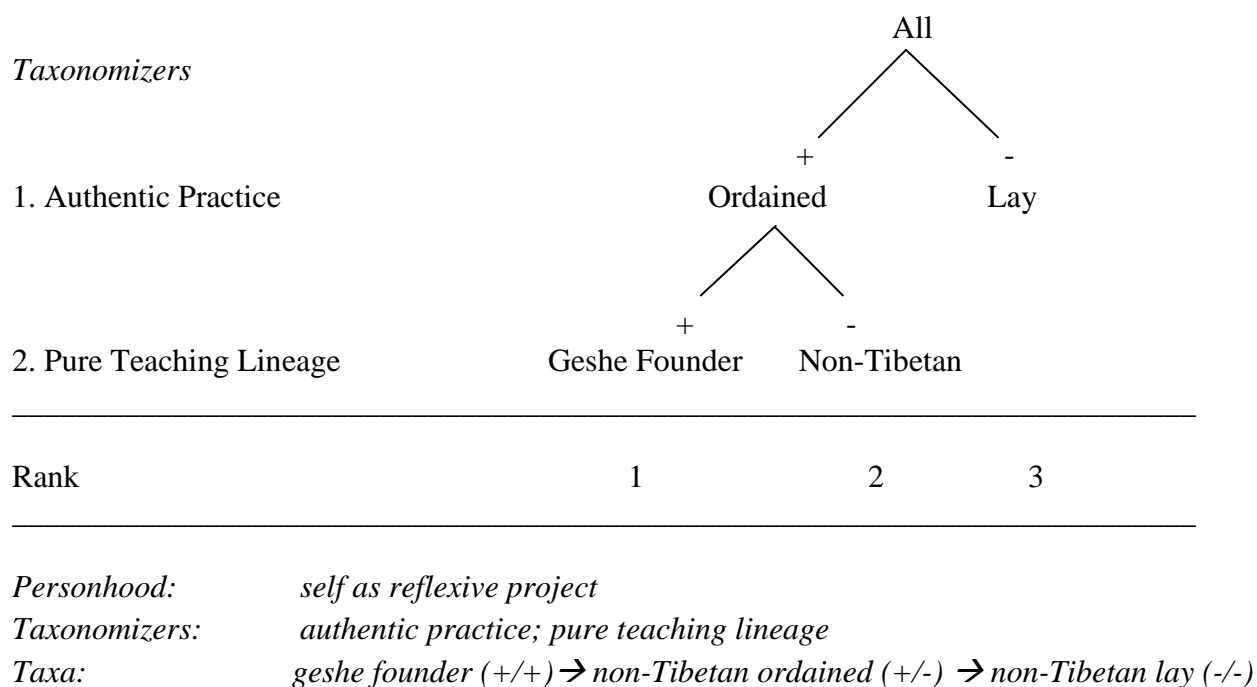 All
Taxonomizers
+ -
1. Authentic Practice Ordained Lay
+ -
2. Pure Teaching Lineage Geshe Founder Non-Tibetan
Rank 1 2 3
Personhood: self as reflexive project
Taxonomizers: authentic practice; pure teaching lineage
Taxa: geshe founder (+/+)→ non-Tibetan ordained (+/-) → non-Tibetan lay (-/-)